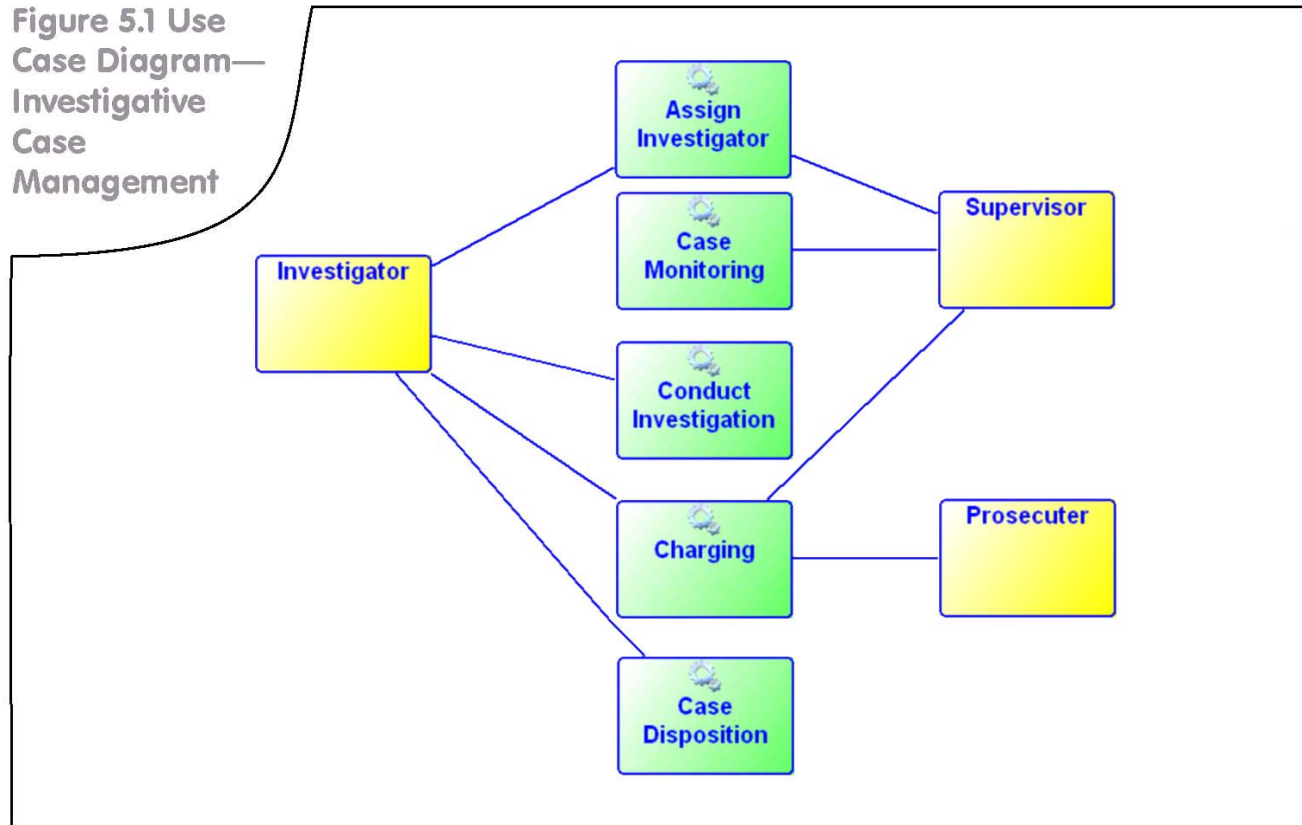 Figure 5.1 Use
Case Diagram—
Investigative
Case
Management
Assign
Investigator
Supervisor
Case
Monitoring
Investigator
Conduct
Investigation
Charging
Prosecuter
Case
Disposition